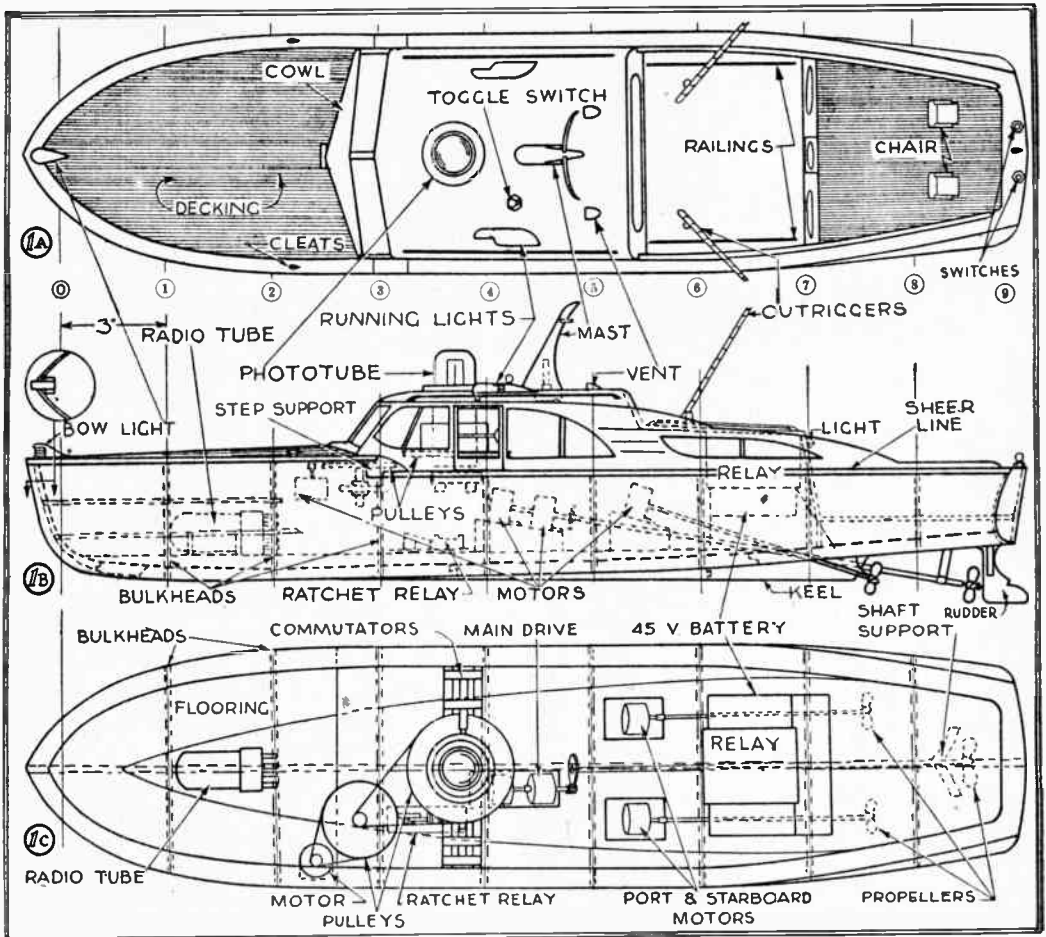 COWL
TOGGLE SWITCH
RAILINGS
CHAIR
DECKING
CLEATS
1A
SWITCHES
0 1 2 3 4 5 6 7 8 9
3"
RADIO TUBE
RUNNING LIGHTS
MAST
CUTRIGGERS
PHOTOTUBE
VENT
STEP SUPPORT
BOW LIGHT
LIGHT
SHEER
LINE
RELAY
PULLEYS
1B
BULKHEADS
RATCHET RELAY
MOTORS
KEEL
SHAFT
SUPPORT
RUDDER
BULKHEADS
COMMUTATORS
MAIN DRIVE
45 V. BATTERY
FLOORING
RELAY
1C
RADIO TUBE
MOTOR
PULLEYS
RATCHET RELAY
PORT & STARBOARD
MOTORS
PROPELLERS